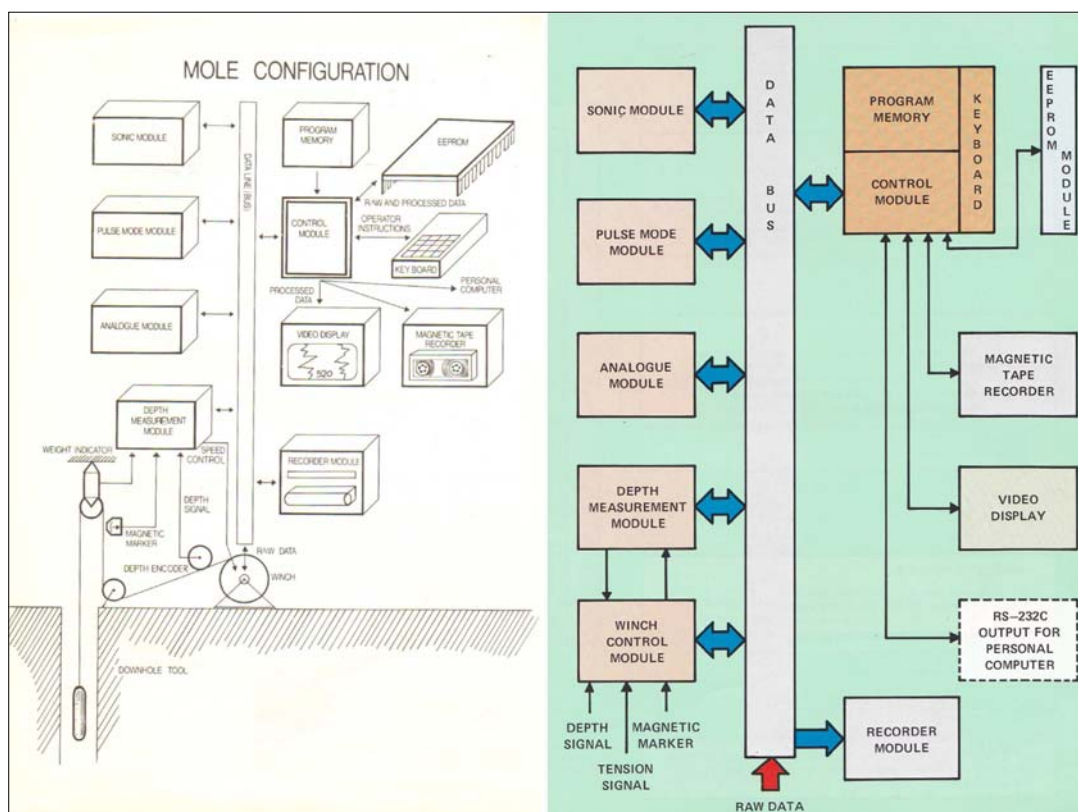 MOLE CONFIGURATION
SONIC MODULE
PULSE MODE MODULE
ANALOGUE MODULE
DEPTH
MEASUREMENT
MODULE
WEIGHT INDICATOR
SPEED
CONTROL
DEPTH
SIGNAL
MAGNETIC
MARKER
DEPTH ENCODER
DOWNHOLE TOOL
DATA LINE (BUS)
PROGRAM
MEMORY
EEPROM
RAW AND PROCESSED DATA
CONTROL
MODULE
OPERATOR
INSTRUCTIONS
KEY BOARD
PERSONAL
COMPUTER
PROCESSED
DATA
VIDEO DISPLAY
520
MAGNETIC TAPE
RECORDER
RECORDER MODULE
RAW DATA
WINCH
SONIC MODULE
PULSE MODE
MODULE
ANALOGUE
MODULE
DEPTH
MEASUREMENT
MODULE
WINCH
CONTROL
MODULE
DEPTH
SIGNAL
TENSION
SIGNAL
MAGNETIC
MARKER
DATA BUS
RAW DATA
PROGRAM
MEMORY
CONTROL
MODULE
KEYBOARD
EEPROM
MODULE
MAGNETIC
TAPE
RECORDER
VIDEO
DISPLAY
RS–232C
OUTPUT FOR
PERSONAL
COMPUTER
RECORDER
MODULE